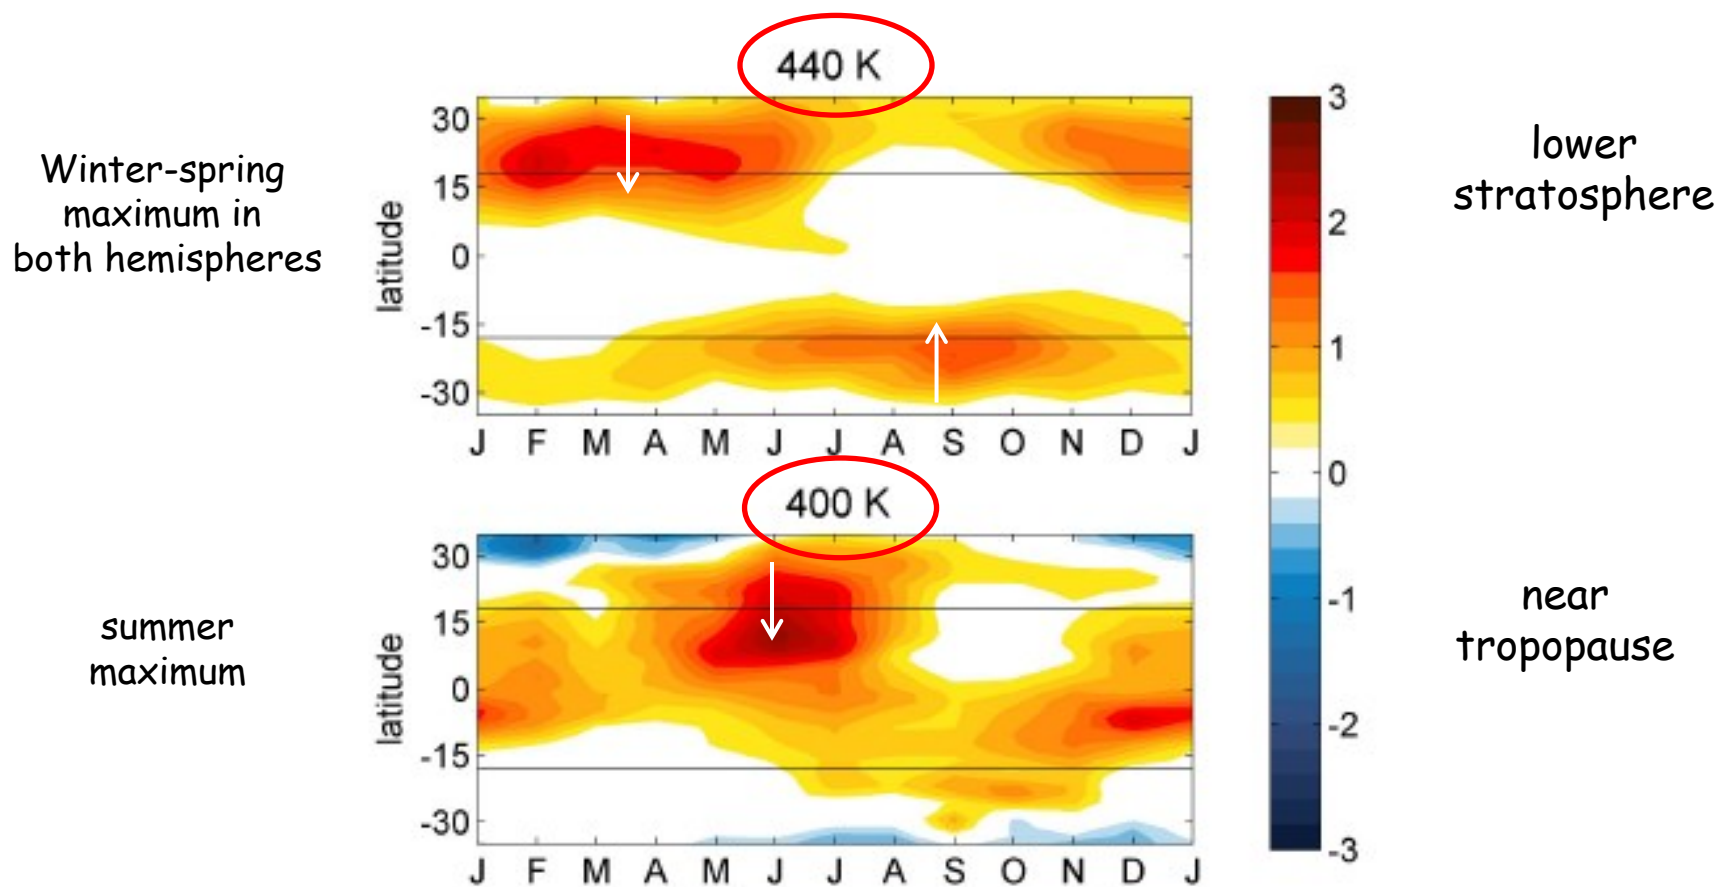 440 K
Winter-spring
maximum in
both hemispheres
latitude
30
15
0
-15
-30
J F M A M J J A S O N D J
lower
stratosphere
3
2
1
0
-1
-2
-3
400 K
summer
maximum
latitude
30
15
0
-15
-30
J F M A M J J A S O N D J
near
tropopause